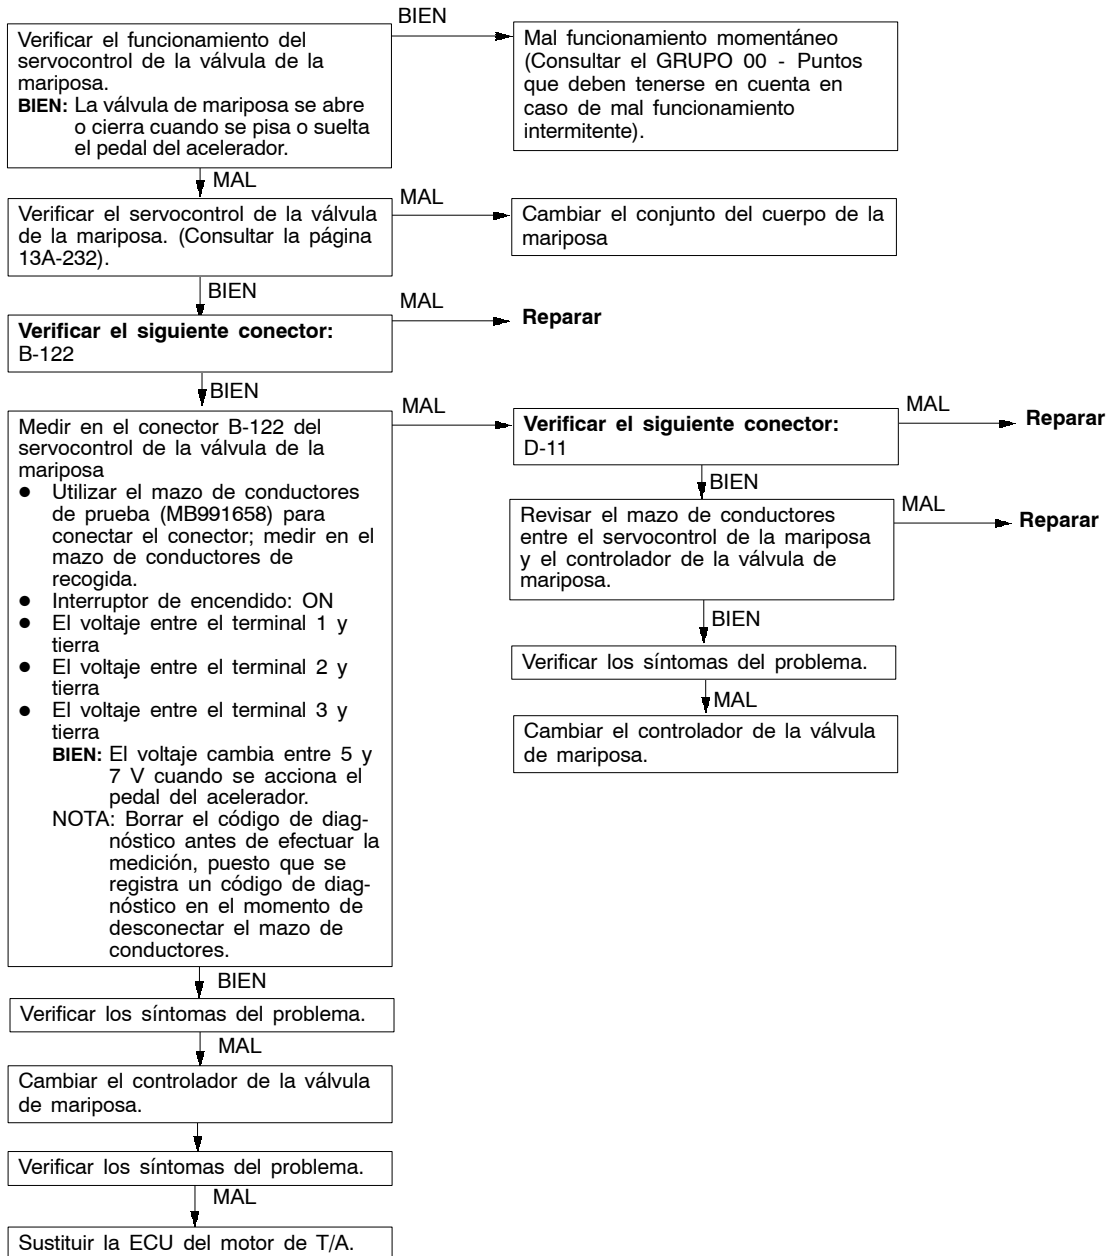 Verificar el funcionamiento del
servocontrol de la válvula de la
mariposa.
BIEN: La válvula de mariposa se abre
o cierra cuando se pisa o suelta
el pedal del acelerador.
BIEN
Mal funcionamiento momentáneo
(Consultar el GRUPO 00 - Puntos
que deben tenerse en cuenta en
caso de mal funcionamiento
intermitente).
MAL
Verificar el servocontrol de la válvula
de la mariposa. (Consultar la página
13A-232).
MAL
Cambiar el conjunto del cuerpo de la
mariposa
BIEN
Verificar el siguiente conector:
B-122
MAL
Reparar
BIEN
Medir en el conector B-122 del
servocontrol de la válvula de la
mariposa
● Utilizar el mazo de conductores
de prueba (MB991658) para
conectar el conector; medir en el
mazo de conductores de
recogida.
● Interruptor de encendido: ON
● El voltaje entre el terminal 1 y
tierra
● El voltaje entre el terminal 2 y
tierra
● El voltaje entre el terminal 3 y
tierra
BIEN: El voltaje cambia entre 5 y
7 V cuando se acciona el
pedal del acelerador.
NOTA: Borrar el código de diag-
nóstico antes de efectuar la
medición, puesto que se
registra un código de diag-
nóstico en el momento de
desconectar el mazo de
conductores.
MAL
Verificar el siguiente conector:
D-11
MAL
Reparar
BIEN
Revisar el mazo de conductores
entre el servocontrol de la mariposa
y el controlador de la válvula de
mariposa.
MAL
Reparar
BIEN
Verificar los síntomas del problema.
MAL
Cambiar el controlador de la válvula
de mariposa.
BIEN
Verificar los síntomas del problema.
MAL
Cambiar el controlador de la válvula
de mariposa.
Verificar los síntomas del problema.
MAL
Sustituir la ECU del motor de T/A.